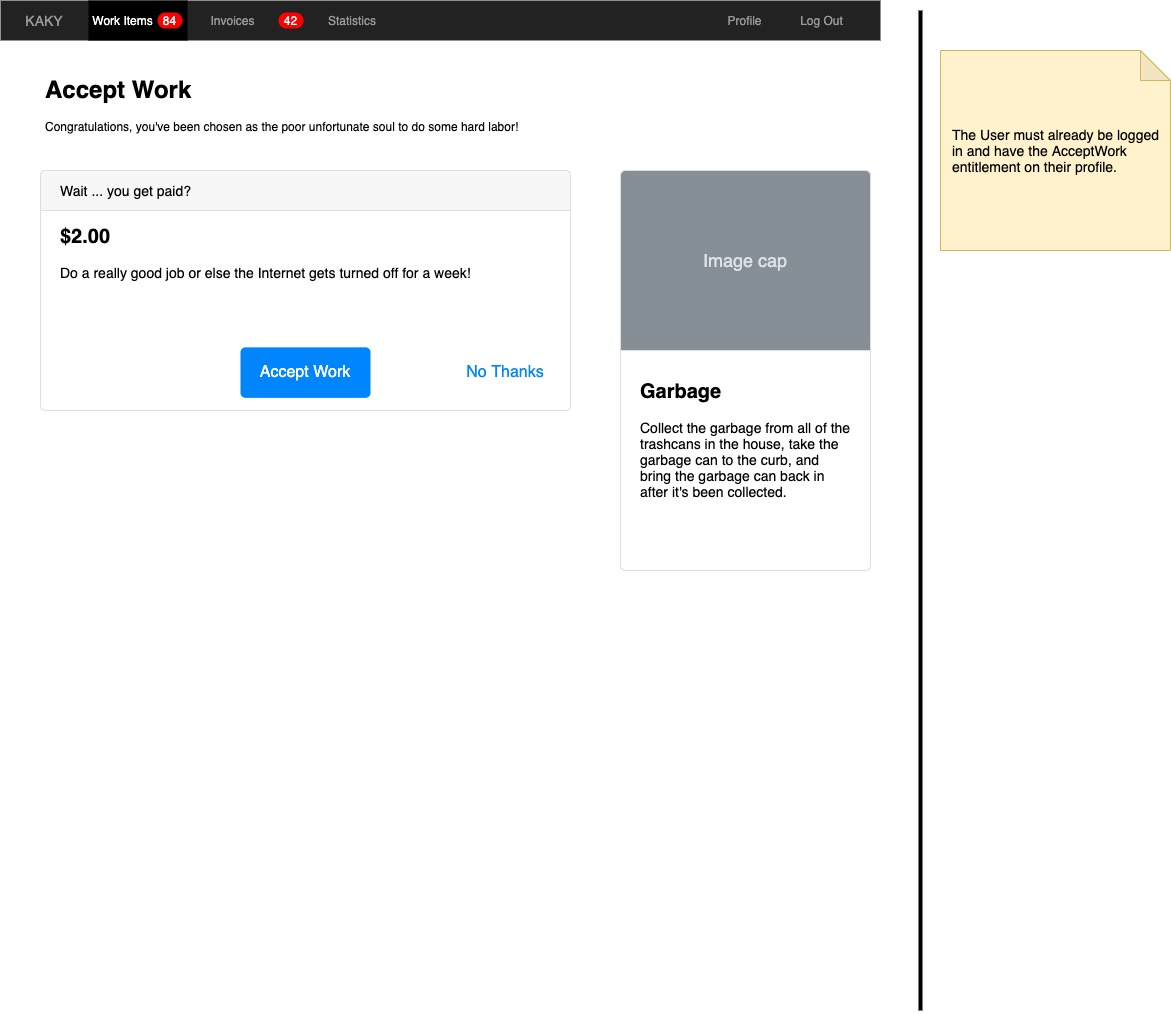 KAKY Work Items 84 Invoices 42 Statistics Profile Log Out
Accept Work
Congratulations, you've been chosen as the poor unfortunate soul to do some hard labor!
Wait ... you get paid?
$2.00
Do a really good job or else the Internet gets turned off for a week!
Accept Work No Thanks
Image cap
Garbage
Collect the garbage from all of the
trashcans in the house, take the
garbage can to the curb, and
bring the garbage can back in
after it's been collected.
The User must already be logged
in and have the AcceptWork
entitlement on their profile.